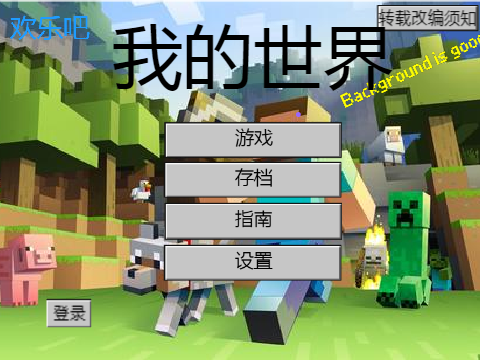 欢乐吧
转载改编须知
我的世界
Background is good
游戏
存档
指南
设置
登录